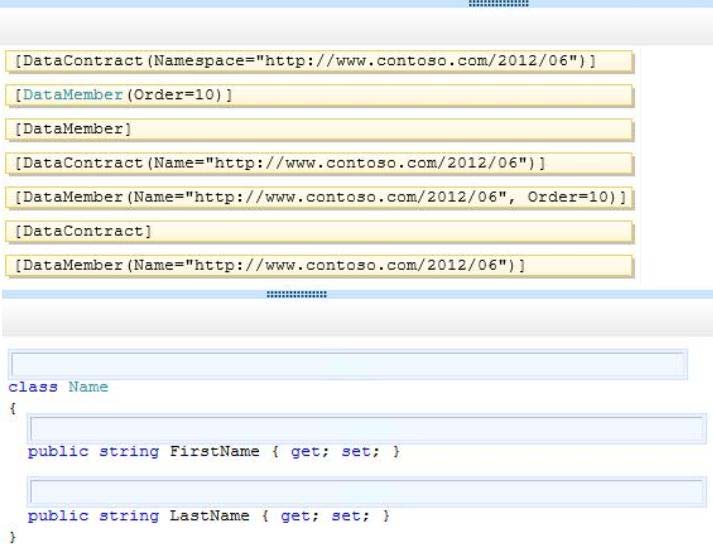 [DataContract(Namespace="http://www.contoso.com/2012/06")]
[DataMember(Order=10)]
[DataMember]
[DataContract(Name="http://www.contoso.com/2012/06")]
[DataMember(Name="http://www.contoso.com/2012/06", Order=10)]
[DataContract]
[DataMember(Name="http://www.contoso.com/2012/06")]
class Name
{
public string FirstName { get; set; }
public string LastName { get; set; }
}